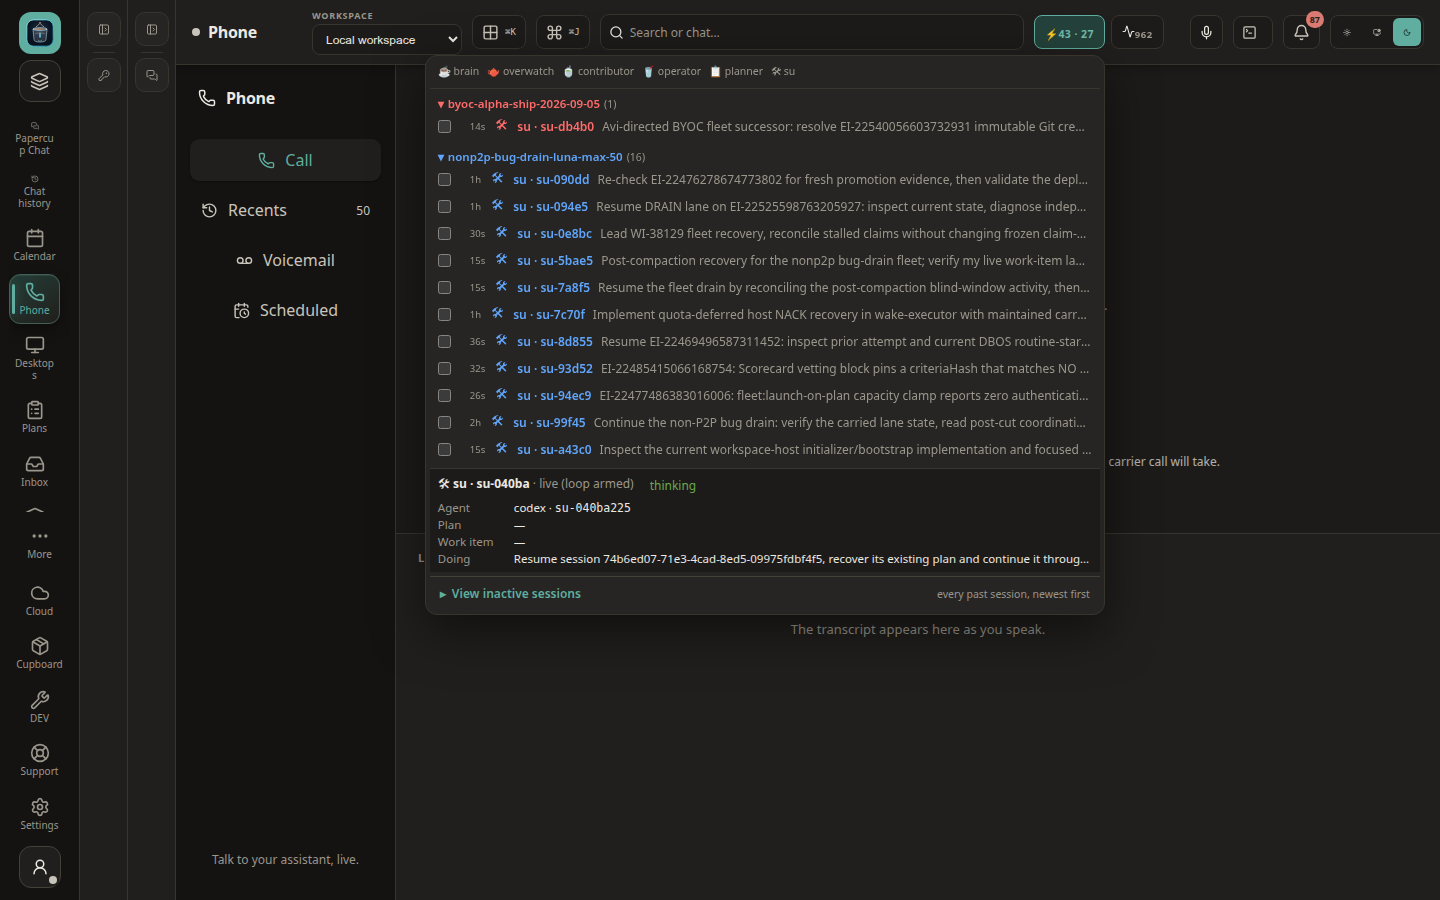 Phone
WORKSPACE
Local workspace
⌘K
⌘J
Search or chat...
⚡43 · 27
962
87
Papercu
p Chat
Chat
history
Calendar
Phone
Desktop
s
Plans
Inbox
More
Cloud
Cupboard
DEV
Support
Settings
Phone
Call
Recents 50
Voicemail
Scheduled
Talk to your assistant, live.
☕ brain 🫖 overwatch 🍵 contributor 🥤 operator 📋 planner 🛠 su
▼ byoc-alpha-ship-2026-09-05 (1)
14s 🛠 su · su-db4b0 Avi-directed BYOC fleet successor: resolve EI-22540056603732931 immutable Git cre...
▼ nonp2p-bug-drain-luna-max-50 (16)
1h 🛠 su · su-090dd Re-check EI-22476278674773802 for fresh promotion evidence, then validate the depl...
1h 🛠 su · su-094e5 Resume DRAIN lane on EI-22525598763205927: inspect current state, diagnose indep...
30s 🛠 su · su-0e8bc Lead WI-38129 fleet recovery, reconcile stalled claims without changing frozen claim-...
15s 🛠 su · su-5bae5 Post-compaction recovery for the nonp2p bug-drain fleet; verify my live work-item la...
15s 🛠 su · su-7a8f5 Resume the fleet drain by reconciling the post-compaction blind-window activity, then...
1h 🛠 su · su-7c70f Implement quota-deferred host NACK recovery in wake-executor with maintained carr...
36s 🛠 su · su-8d855 Resume EI-22469496587311452: inspect prior attempt and current DBOS routine-star...
32s 🛠 su · su-93d52 EI-22485415066168754: Scorecard vetting block pins a criteriaHash that matches NO ...
26s 🛠 su · su-94ec9 EI-22477486383016006: fleet:launch-on-plan capacity clamp reports zero authenticati...
2h 🛠 su · su-99f45 Continue the non-P2P bug drain: verify the carried lane state, read post-cut coordinati...
15s 🛠 su · su-a43c0 Inspect the current workspace-host initializer/bootstrap implementation and focused ...
🛠 su · su-040ba · live (loop armed) thinking
Agent codex · su-040ba225
Plan —
Work item —
Doing Resume session 74b6ed07-71e3-4cad-8ed5-09975fdbf4f5, recover its existing plan and continue it throug...
▸ View inactive sessions every past session, newest first
carrier call will take.
L
The transcript appears here as you speak.